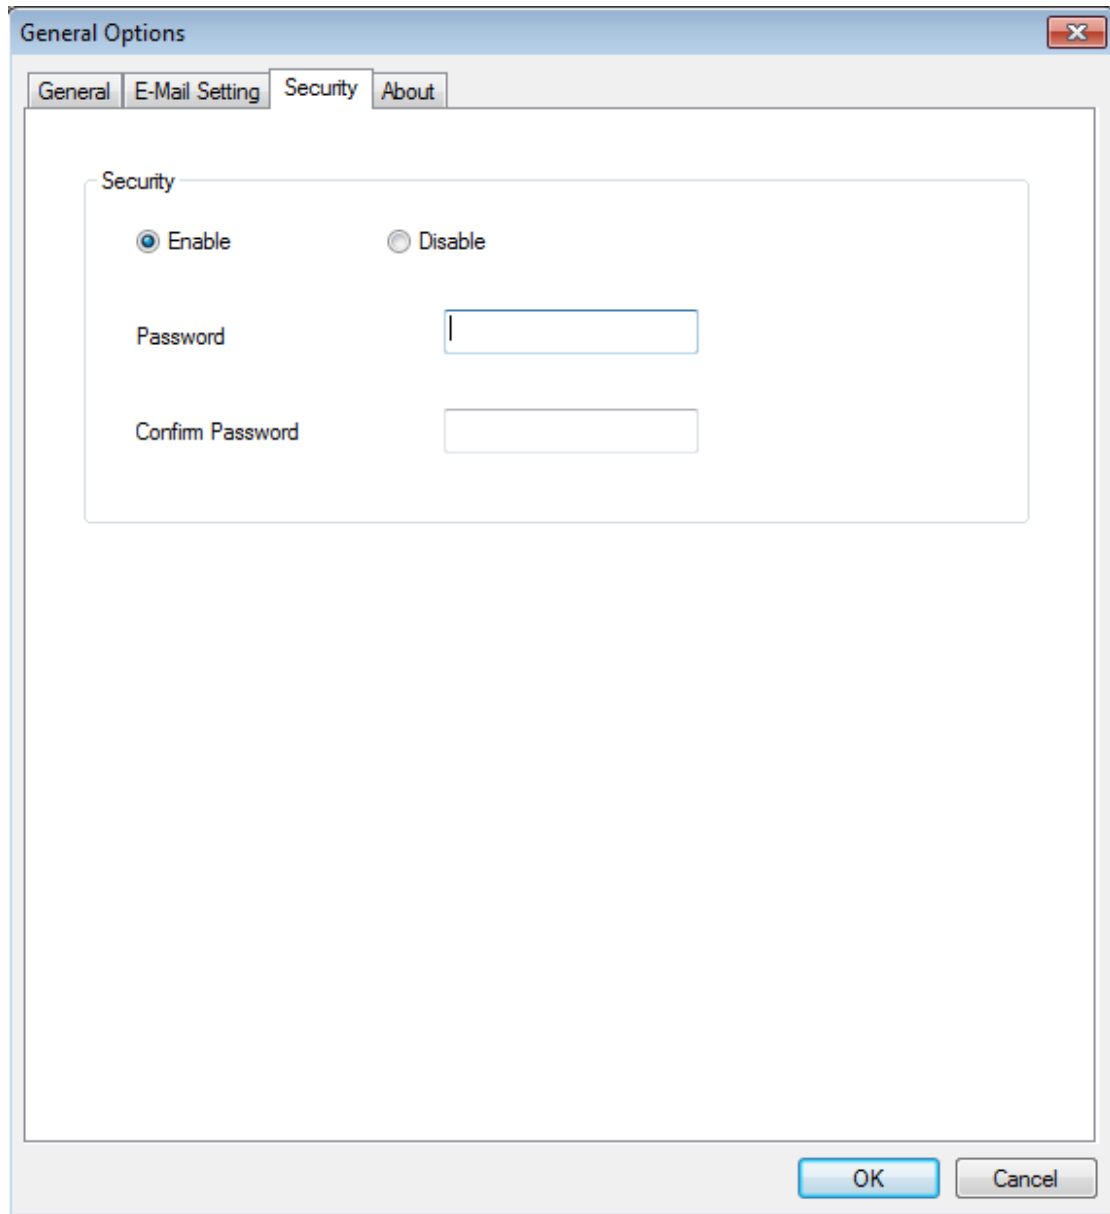 General Options
General E-Mail Setting Security About
Security
Enable Disable
Password
Confirm Password
OK Cancel